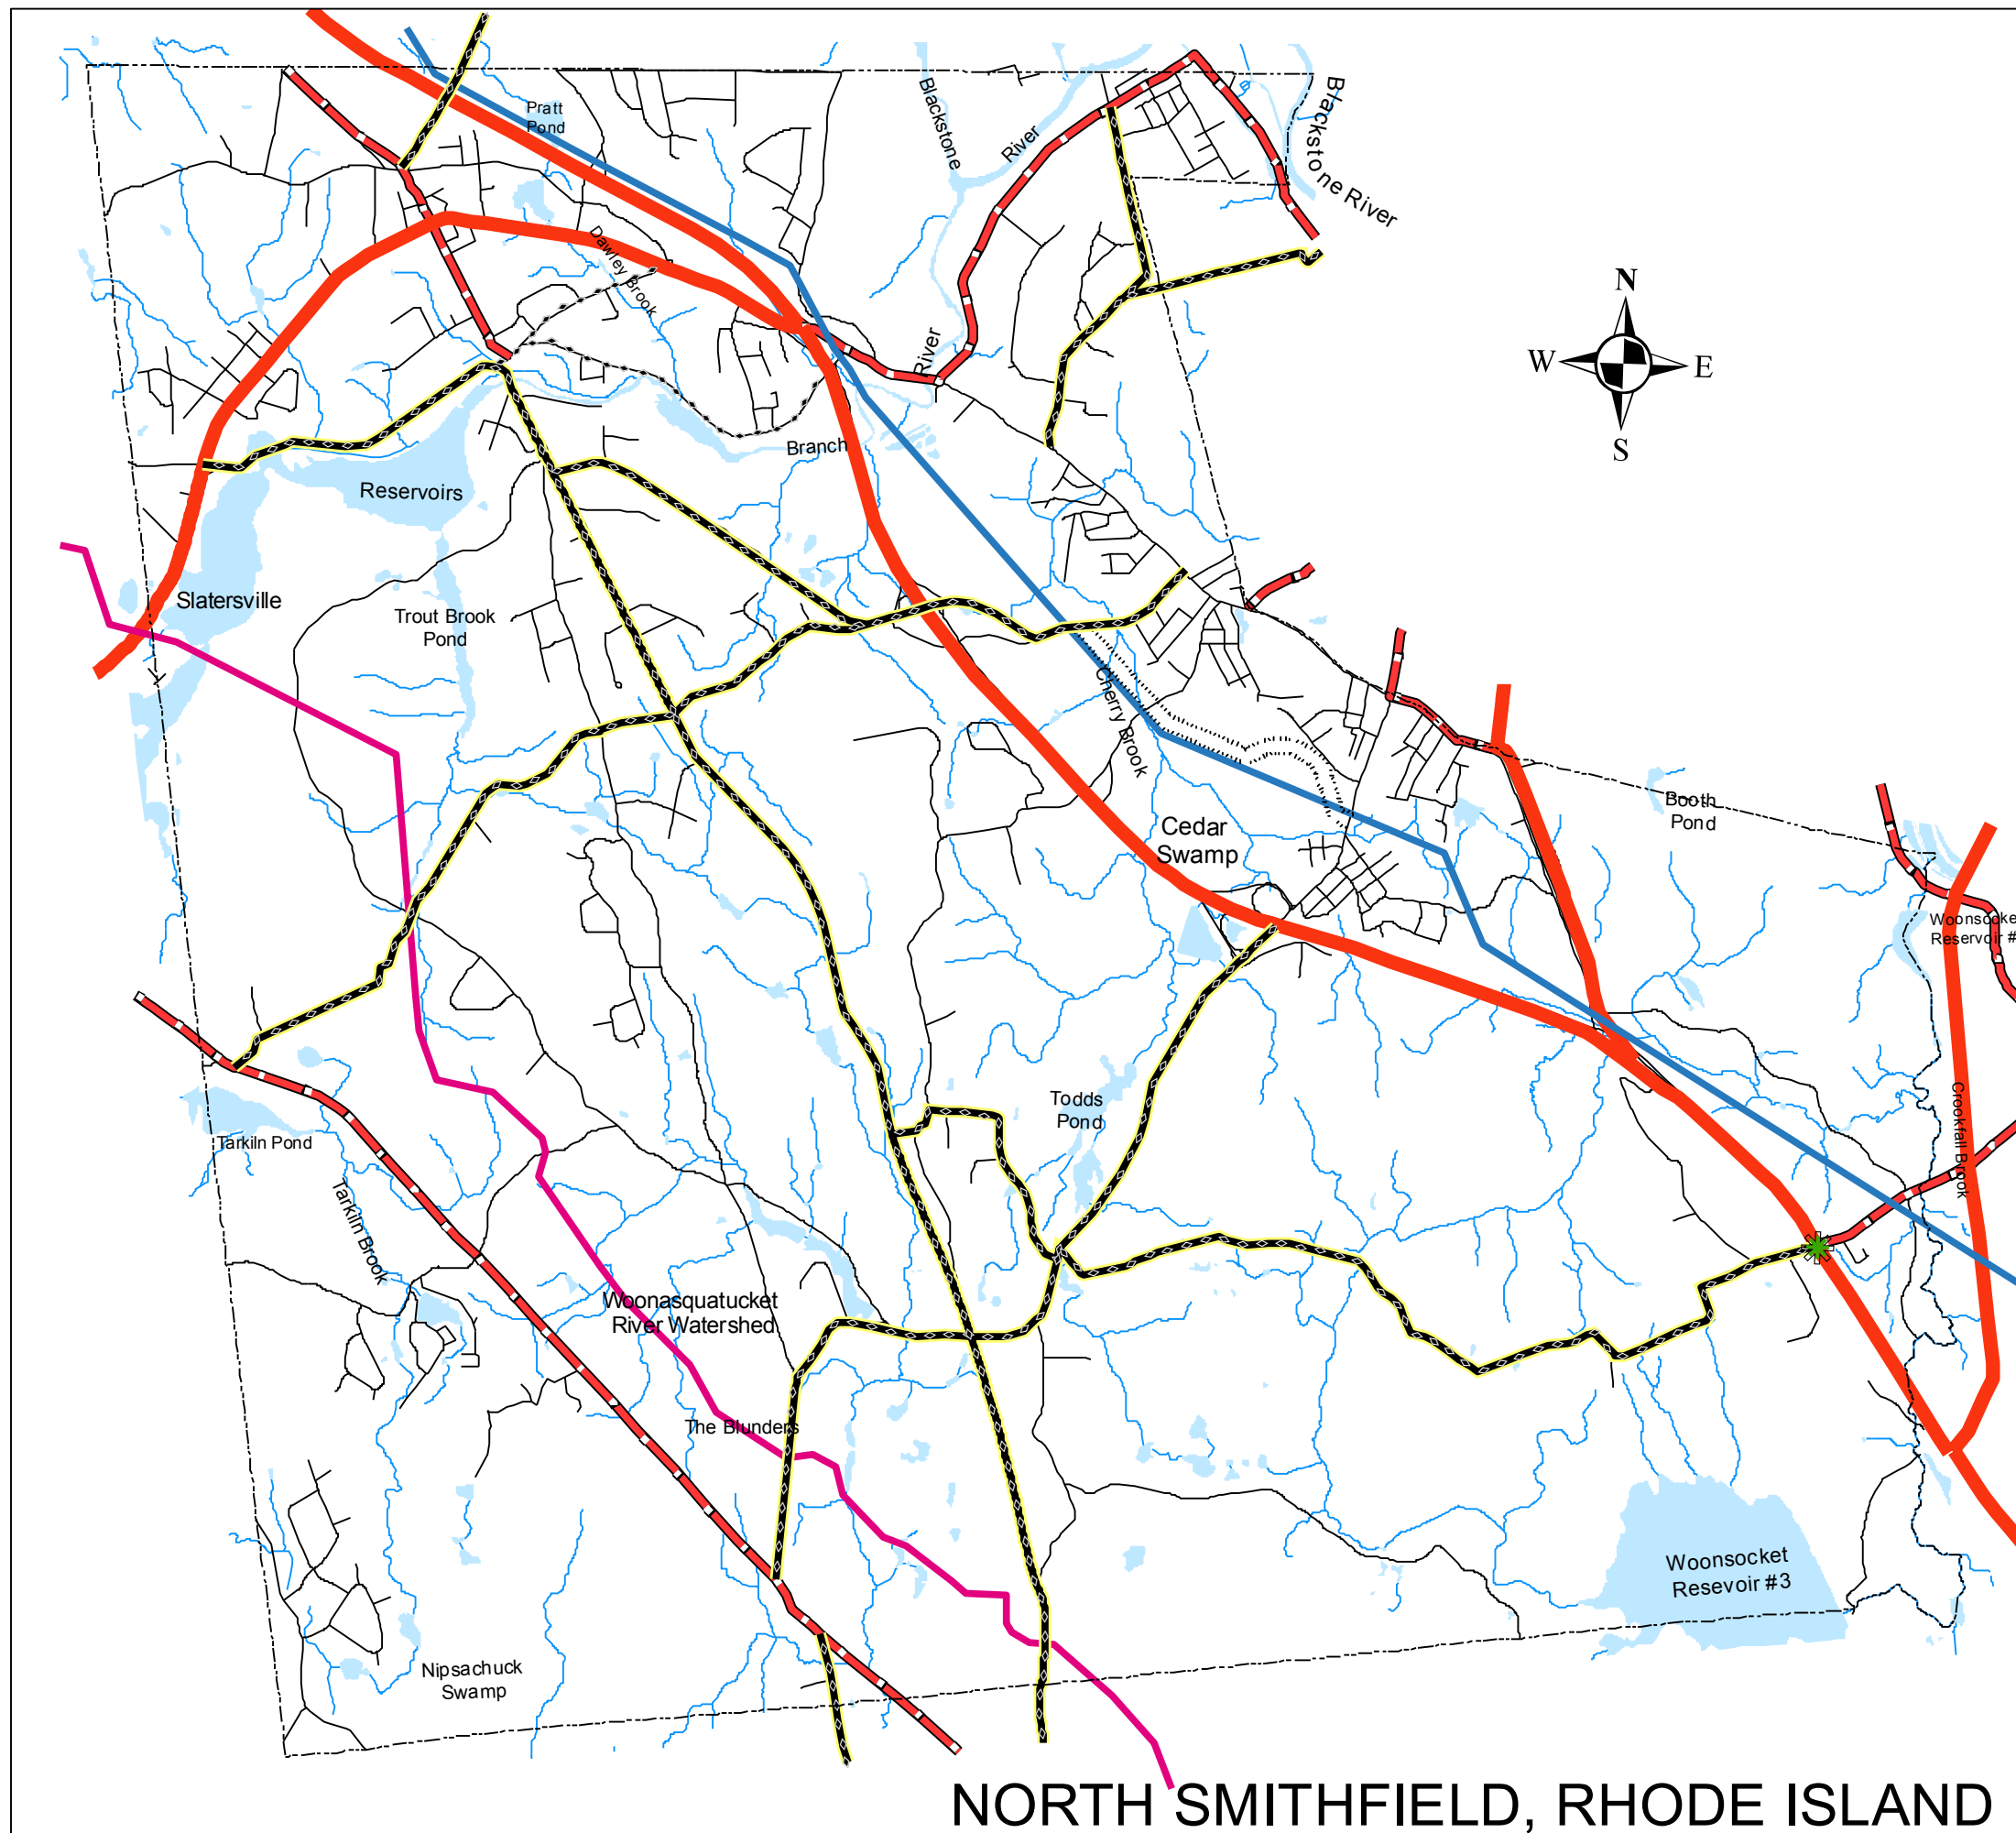 Pratt
Pond
Blackstone
River
Blackstone River
Dawley Brook
N
W
E
S
River
Branch
Reservoirs
Slatersville
Trout Brook
Pond
Cherry Brook
Cedar
Swamp
Booth
Pond
Reservoir #
Crookfall Brook
Todds
Pond
Tarkiln Pond
Tarkiln Brook
Woonasquatucket
River Watershed
The Blunders
Woonsocket
Resevoir #3
Nipsachuck
Swamp
NORTH SMITHFIELD, RHODE ISLAND